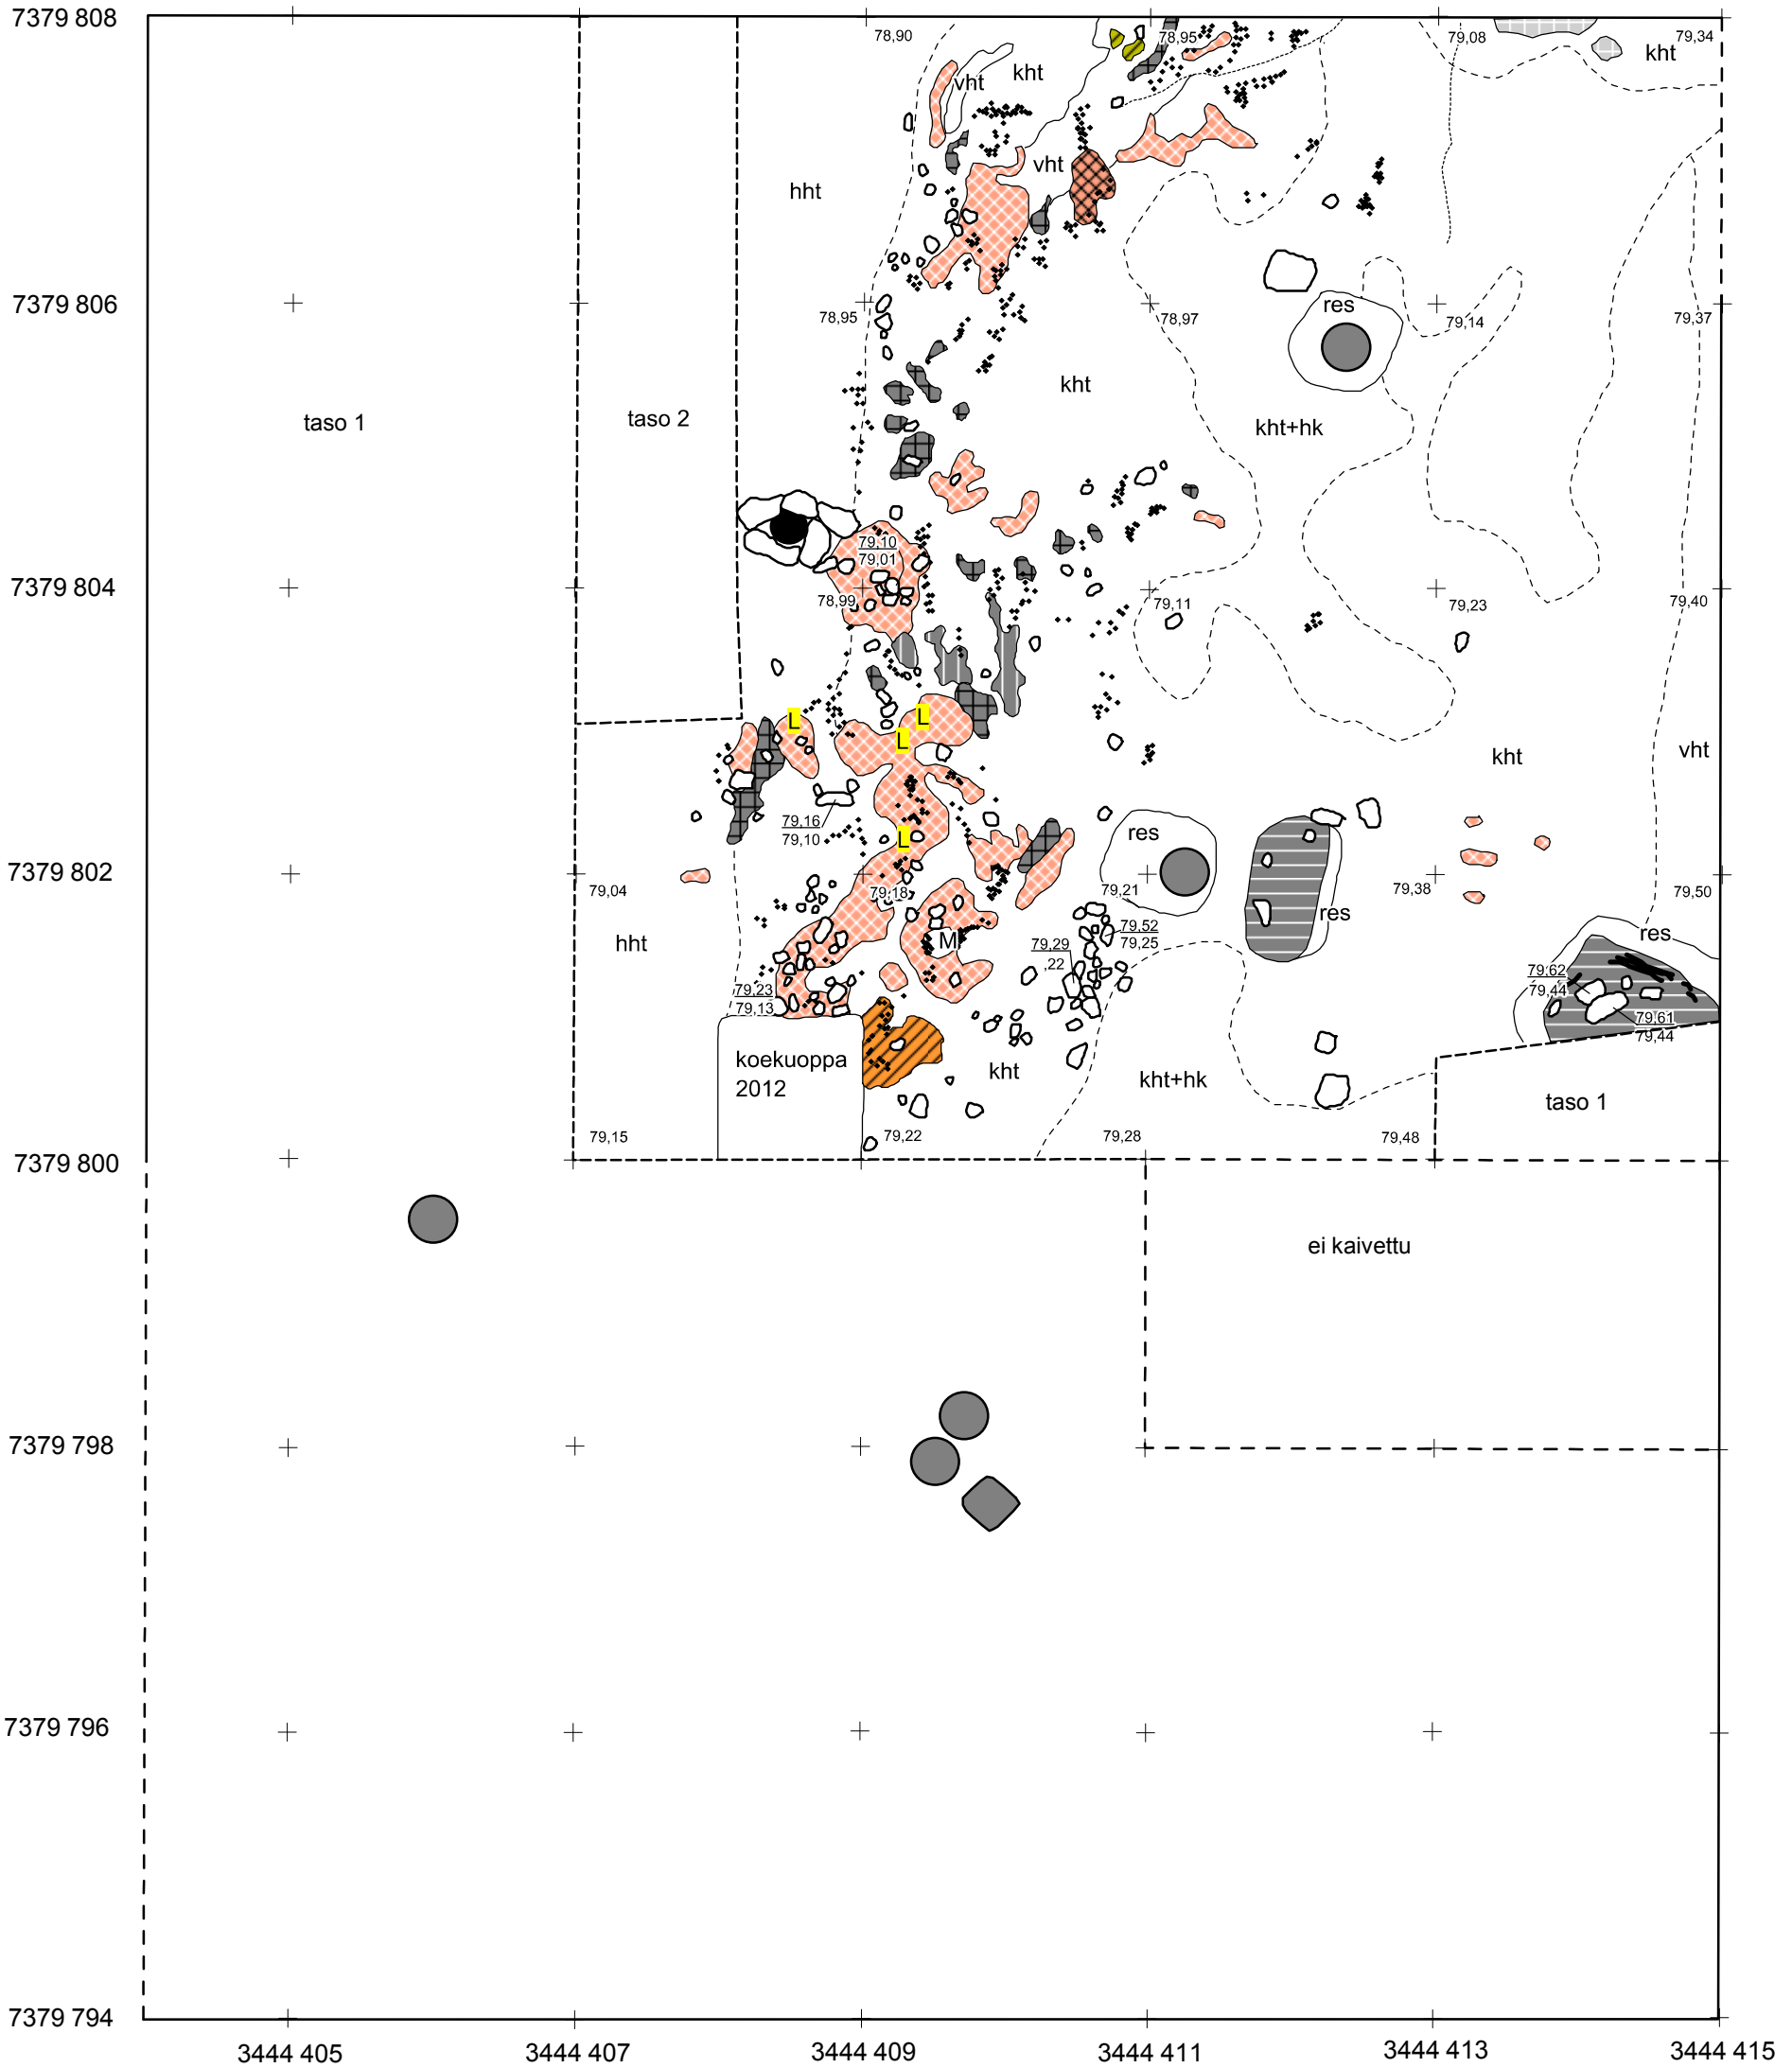 7379 808
78,90
78,95
79,08
79,34
kht
kht
vht
vht
hht
7379 806
78,95
78,97
res
79,14
79,37
kht
taso 1
taso 2
kht+hk
79,10
79,01
7379 804
78,99
79,11
79,23
79,40
L
L
L
kht
vht
79,16
79,10
L
res
7379 802
79,04
79,18
79,21
79,38
79,50
res
hht
M
79,52
79,25
79,29
,22
res
79,62
79,44
79,23
79,13
79,61
79,44
koekuoppa
2012
kht
kht+hk
taso 1
79,15
79,22
79,28
79,48
7379 800
ei kaivettu
7379 798
7379 796
7379 794
3444 405
3444 407
3444 409
3444 411
3444 413
3444 415